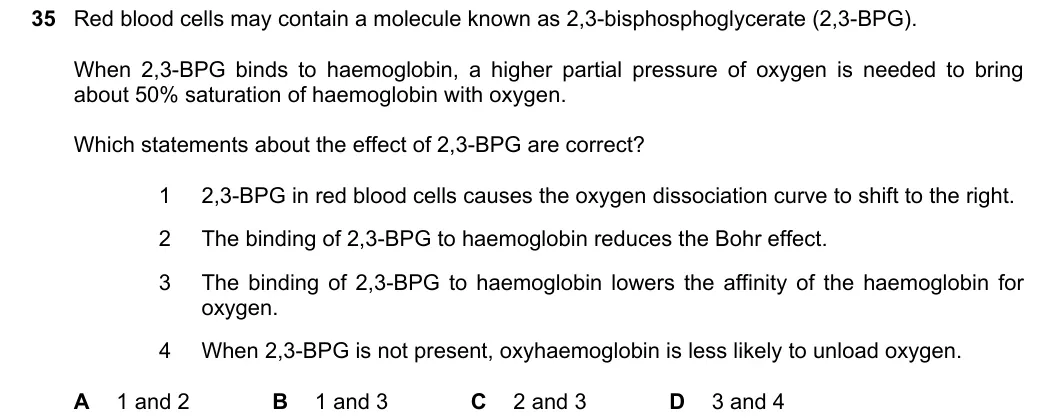 35 Red blood cells may contain a molecule known as 2,3-bisphosphoglycerate (2,3-BPG).
When 2,3-BPG binds to haemoglobin, a higher partial pressure of oxygen is needed to bring
about 50% saturation of haemoglobin with oxygen.
Which statements about the effect of 2,3-BPG are correct?
1 2,3-BPG in red blood cells causes the oxygen dissociation curve to shift to the right.
2 The binding of 2,3-BPG to haemoglobin reduces the Bohr effect.
3 The binding of 2,3-BPG to haemoglobin lowers the affinity of the haemoglobin for
oxygen.
4 When 2,3-BPG is not present, oxyhaemoglobin is less likely to unload oxygen.
A 1 and 2 B 1 and 3 C 2 and 3 D 3 and 4